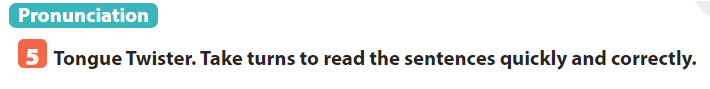 Pronunciation
5 Tongue Twister. Take turns to read the sentences quickly and correctly.